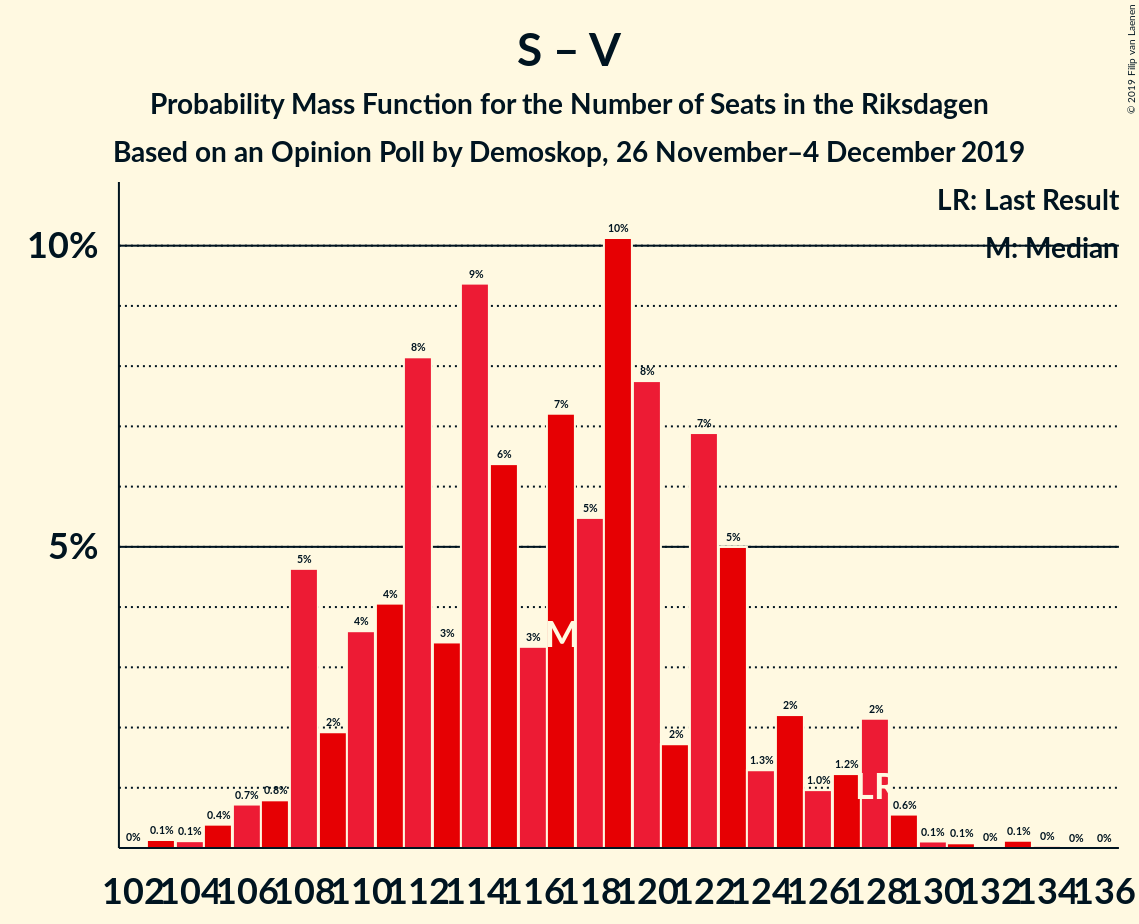 S – V
Probability Mass Function for the Number of Seats in the Riksdagen
Based on an Opinion Poll by Demoskop, 26 November–4 December 2019
© 2019 Filip van Laenen
LR: Last Result
M: Median
10%
5%
0% 0.1% 0.1% 0.4% 0.7% 0.8% 5% 2% 4% 4% 8% 3% 9% 6% 3% 7% 5% 10% 8% 2% 7% 5% 1.3% 2% 1.0% 1.2% 2% 0.6% 0.1% 0.1% 0% 0.1% 0% 0% 0%
M
LR
102 104 106 108 110 112 114 116 118 120 122 124 126 128 130 132 134 136